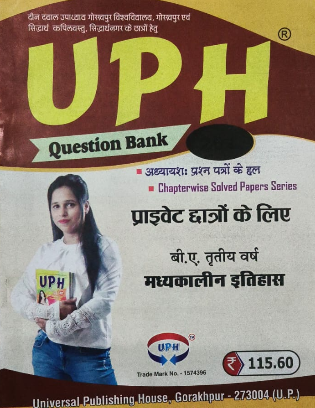 दीन दयाल उपाध्याय गोरखपुर विश्वविद्यालय, गोरखपुर एवं
सिद्धार्थ कपिलवस्तु, सिद्धार्थनगर के छात्रों हेतु
UPH ®
Question Bank
अध्यायशः प्रश्न पत्रों के हल
Chapterwise Solved Papers Series
प्राइवेट छात्रों के लिए
बी.ए. तृतीय वर्ष
मध्यकालीन इतिहास
UPH
UPH
TM
Trade Mark No. - 1574396
₹ 115.60
Universal Publishing House, Gorakhpur - 273004 (U.P.)